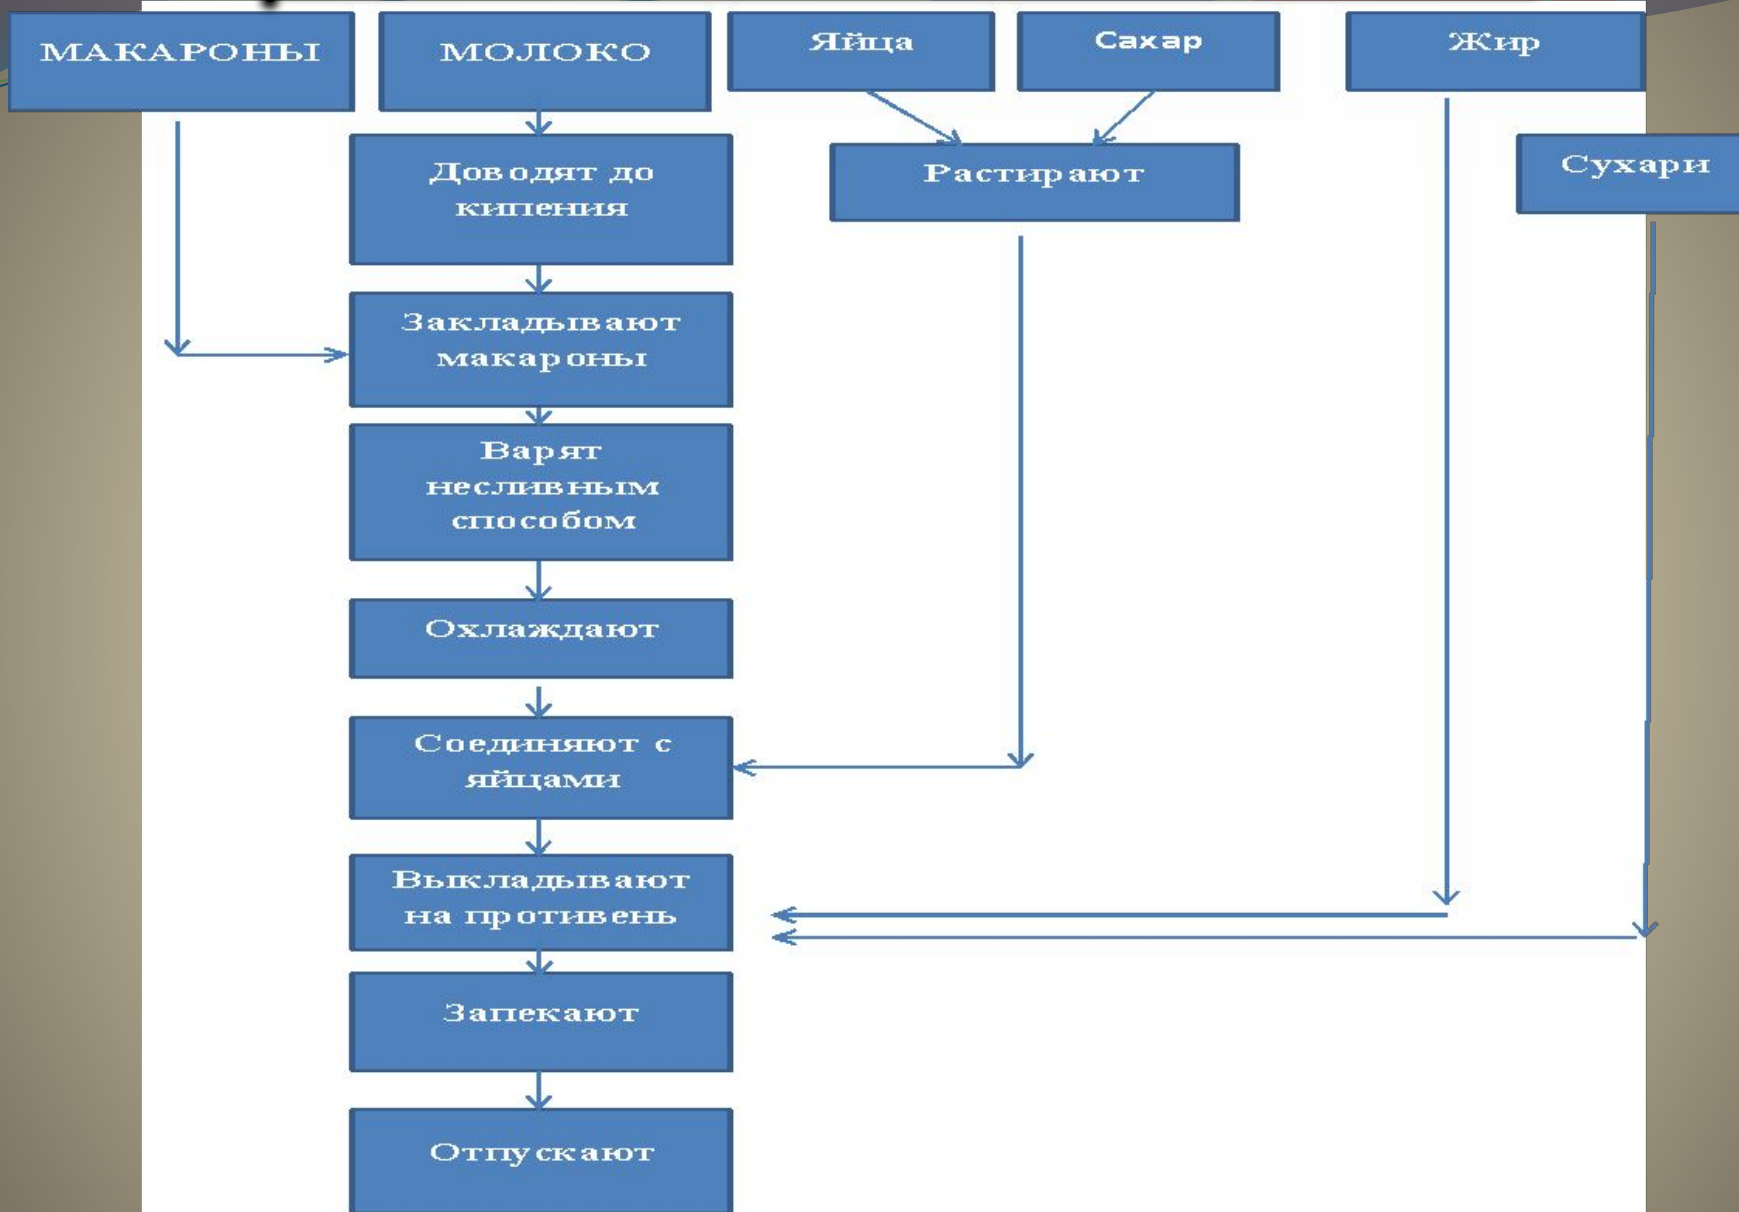 МАКАРОНЫ
МОЛОКО
Яйца
Сахар
Жир
Доводят до
кипения
Растирают
Сухари
Закладывают
макароны
Варят
несливным
способом
Охлаждают
Соединяют с
яйцами
Выкладывают
на противень
Запекают
Отпускают